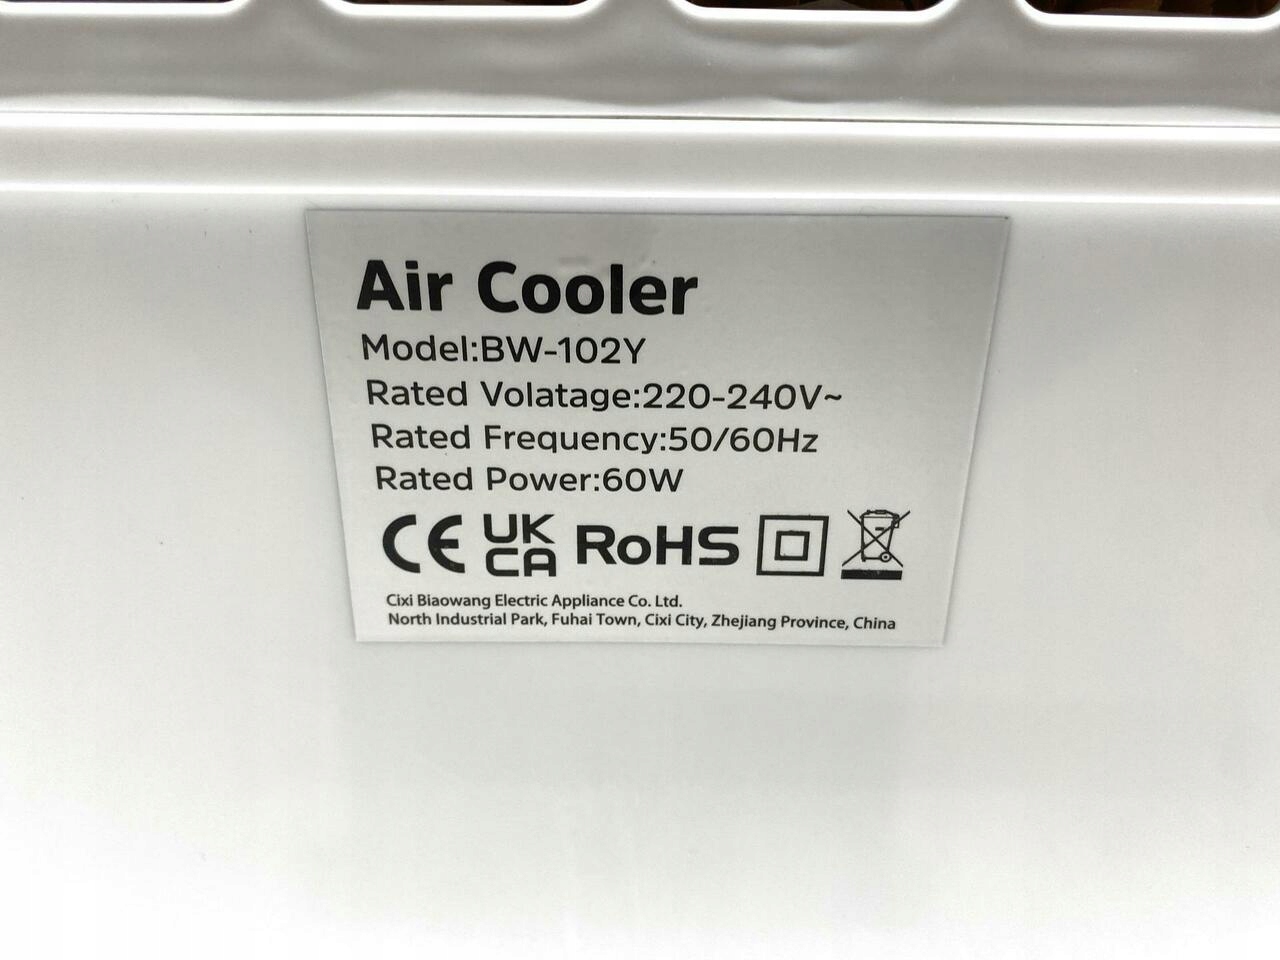 Air Cooler
Model:BW-102Y
Rated Volatage:220-240V~
Rated Frequency:50/60Hz
Rated Power:60W
CE UK CA RoHS
Cixi Biaowang Electric Appliance Co. Ltd.
North Industrial Park, Fuhai Town, Cixi City, Zhejiang Province, China